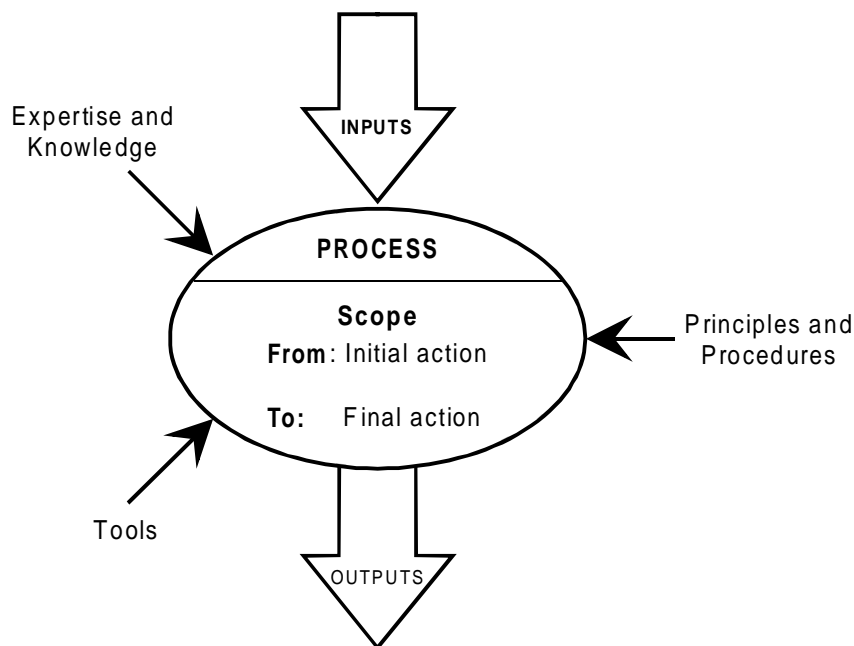 INPUTS
Expertise and
Knowledge
PROCESS
Scope
From: Initial action
To: Final action
Principles and
Procedures
Tools
OUTPUTS